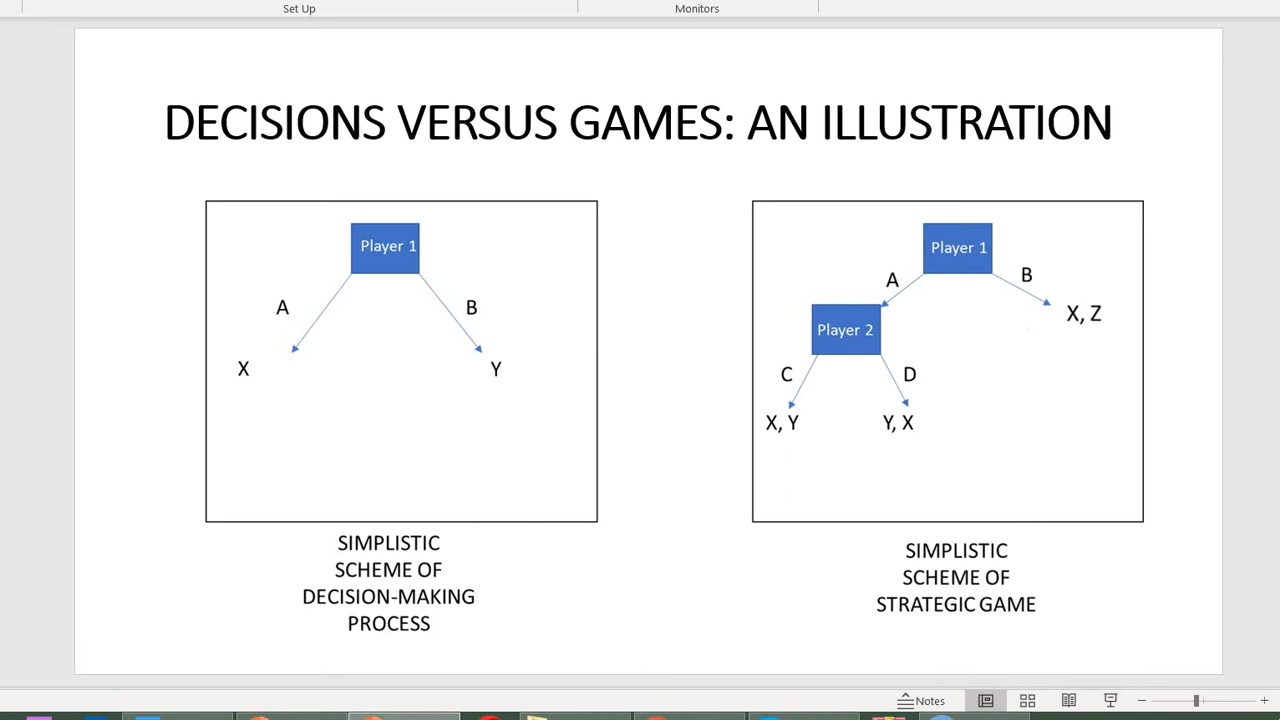 Set Up
Monitors
DECISIONS VERSUS GAMES: AN ILLUSTRATION
Player 1
A
B
X
Y
SIMPLISTIC
SCHEME OF
DECISION-MAKING
PROCESS
Player 1
A
B
Player 2
X, Z
C
D
X, Y
Y, X
SIMPLISTIC
SCHEME OF
STRATEGIC GAME
Notes